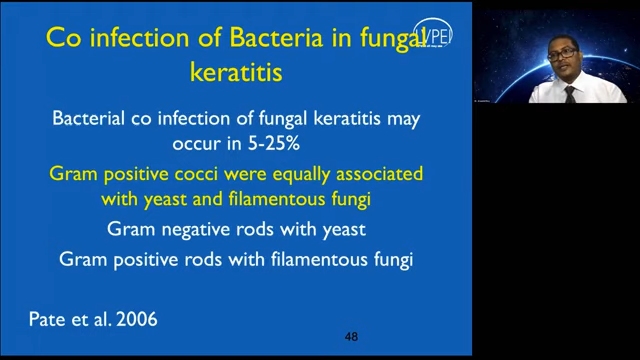 Co infection of Bacteria in fungal
keratitis
LVPEI
Bacterial co infection of fungal keratitis may
occur in 5-25%
Gram positive cocci were equally associated
with yeast and filamentous fungi
Gram negative rods with yeast
Gram positive rods with filamentous fungi
Pate et al. 2006
48